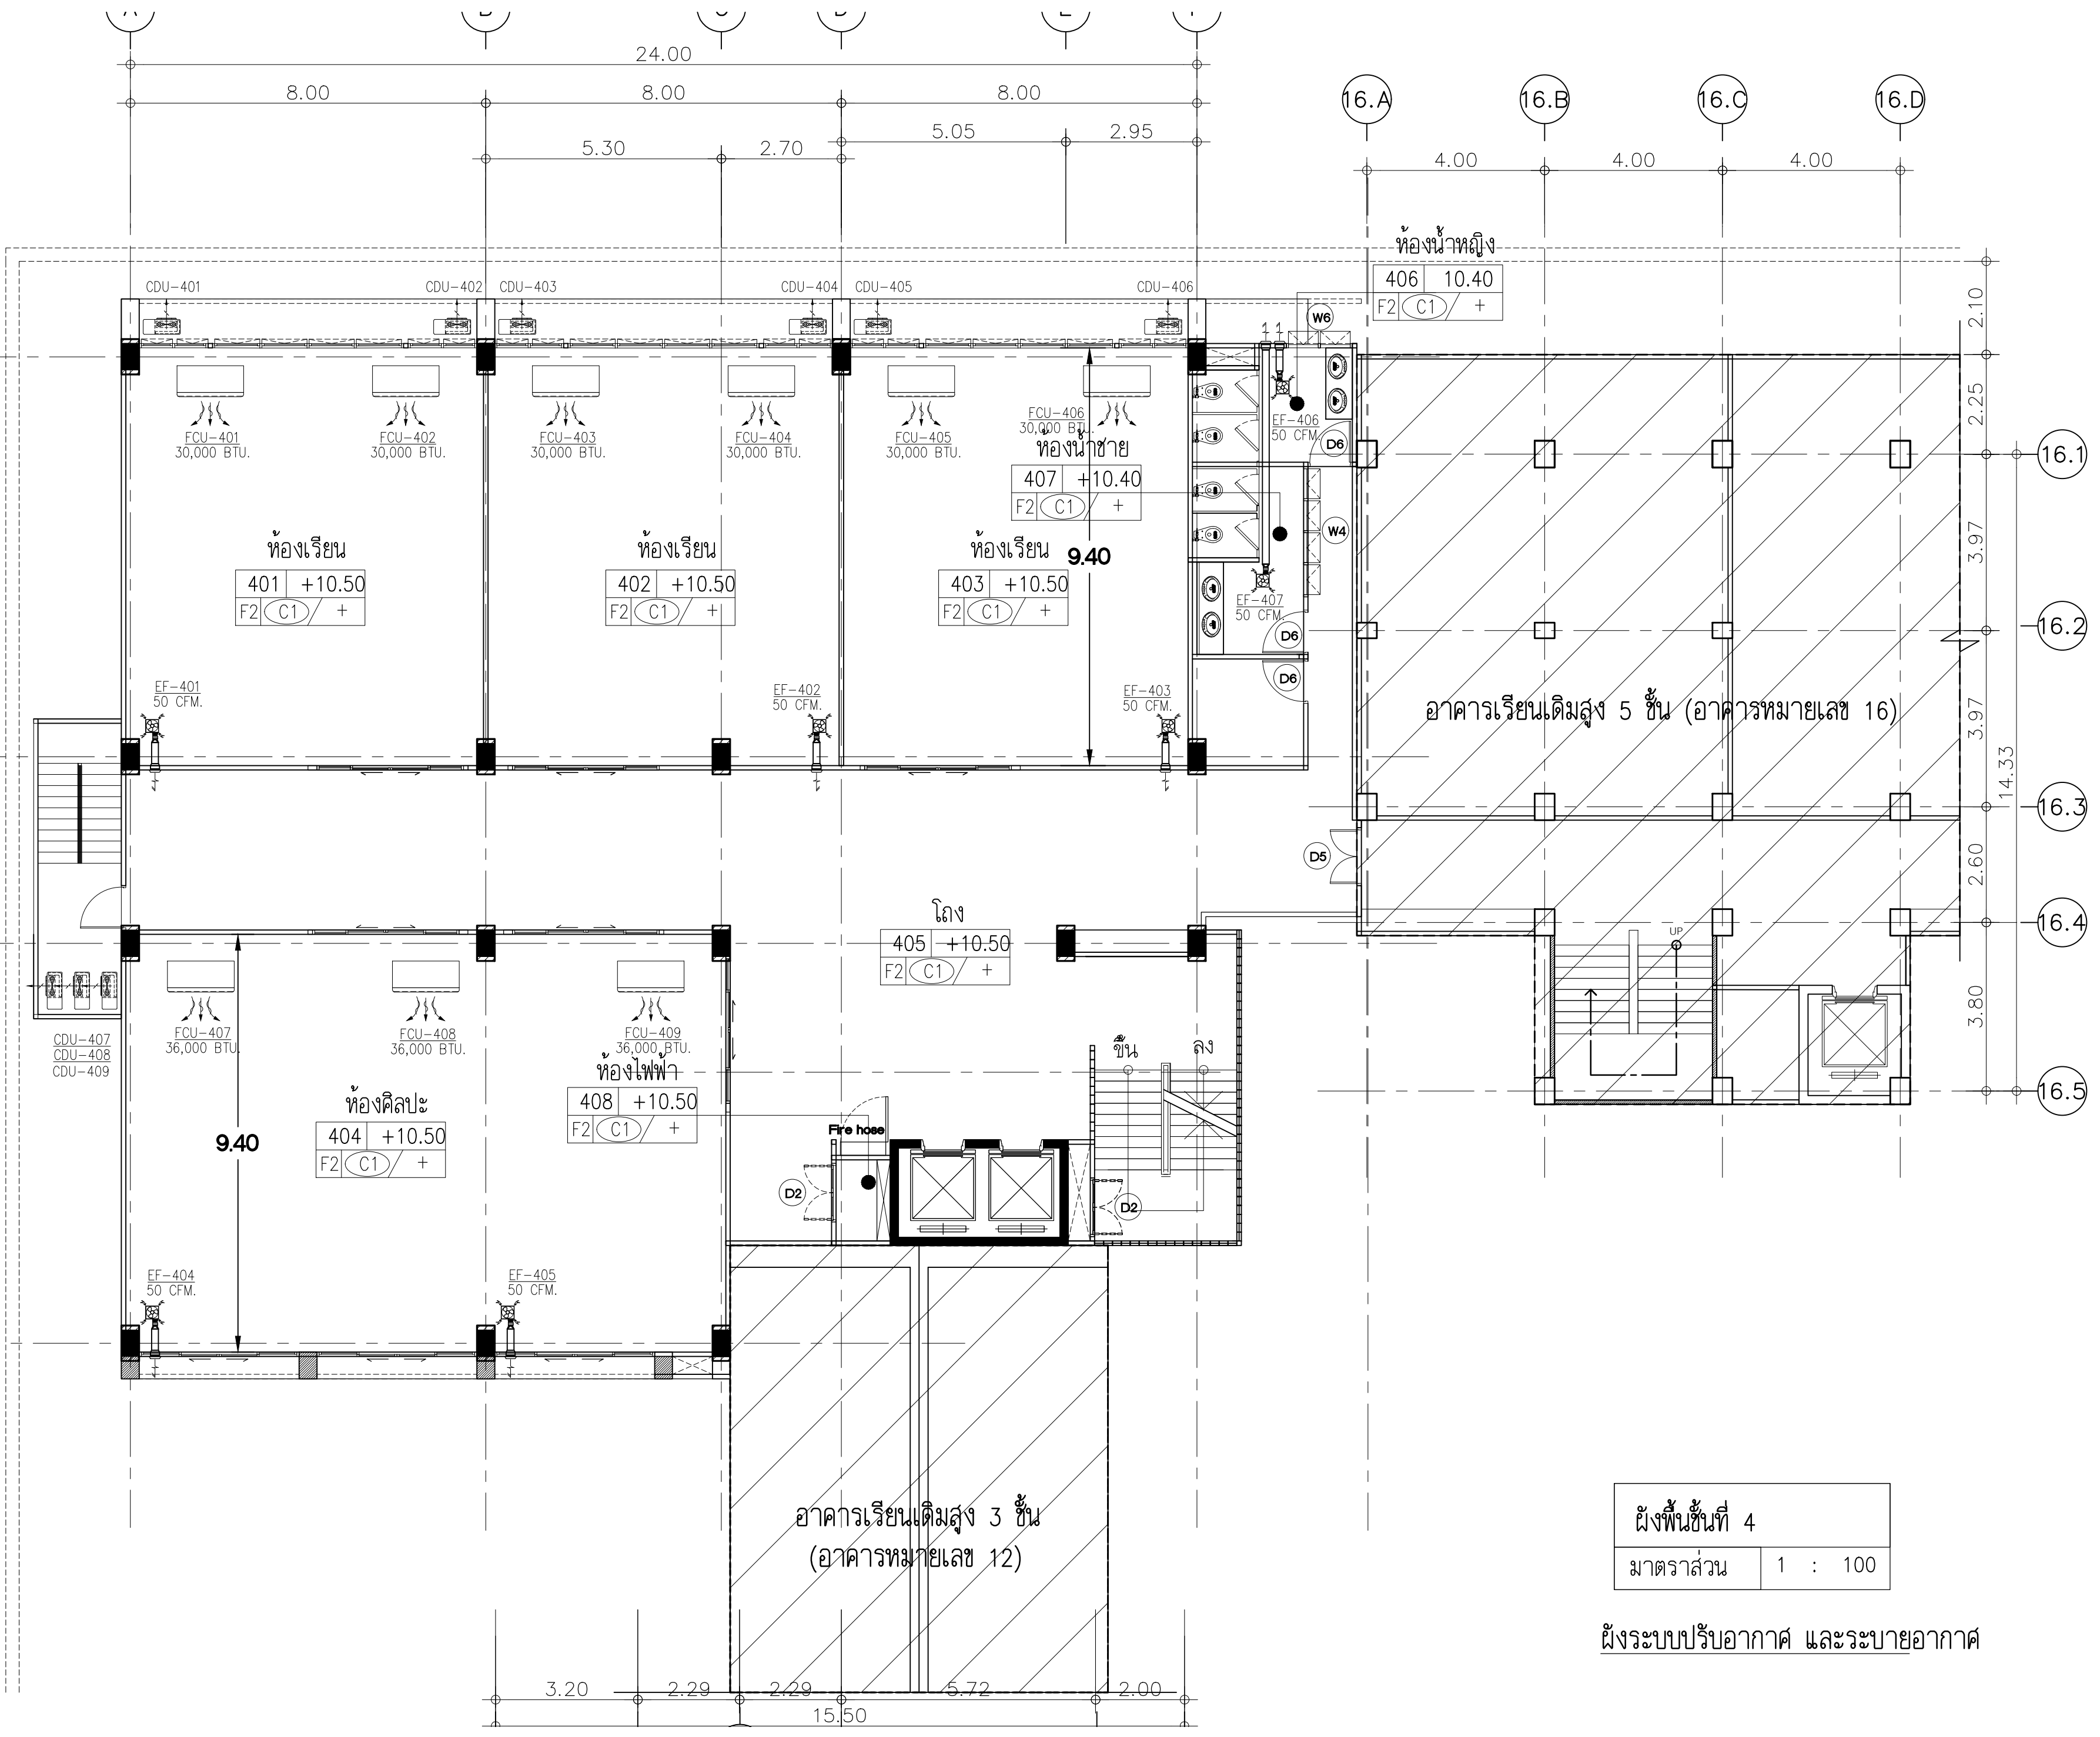 24.00
8.00
8.00
8.00
5.30
2.70
5.05
2.95
16.A
16.B
16.C
16.D
4.00
4.00
4.00
ห้องน้ำหญิง
406 10.40
F2 C1 / +
CDU-401
CDU-402
CDU-403
CDU-404
CDU-405
CDU-406
W6
2.10
FCU-401
30,000 BTU.
FCU-402
30,000 BTU.
FCU-403
30,000 BTU.
FCU-404
30,000 BTU.
FCU-405
30,000 BTU.
FCU-406
30,000 BTU.
EF-406
50 CFM.
D6
2.25
16.1
ห้องน้ำชาย
407 +10.40
F2 C1 / +
W4
3.97
ห้องเรียน
401 +10.50
F2 C1 / +
ห้องเรียน
402 +10.50
F2 C1 / +
ห้องเรียน
403 +10.50
F2 C1 / +
9.40
EF-407
50 CFM.
D6
D6
16.2
EF-401
50 CFM.
EF-402
50 CFM.
EF-403
50 CFM.
อาคารเรียนเดิมสูง 5 ชั้น (อาคารหมายเลข 16)
3.97
14.33
16.3
D5
2.60
โถง
405 +10.50
F2 C1 / +
16.4
UP
3.80
FCU-407
36,000 BTU.
FCU-408
36,000 BTU.
FCU-409
36,000 BTU.
CDU-407
CDU-408
CDU-409
ขึ้น
ลง
16.5
ห้องไฟฟ้า
408 +10.50
F2 C1 / +
ห้องศิลปะ
404 +10.50
F2 C1 / +
9.40
Fire hose
D2
D2
EF-404
50 CFM.
EF-405
50 CFM.
อาคารเรียนเดิมสูง 3 ชั้น
(อาคารหมายเลข 12)
ผังพื้นชั้นที่ 4
มาตราส่วน 1 : 100
ผังระบบปรับอากาศ และระบายอากาศ
3.20
2.29
2.29
5.72
2.00
15.50